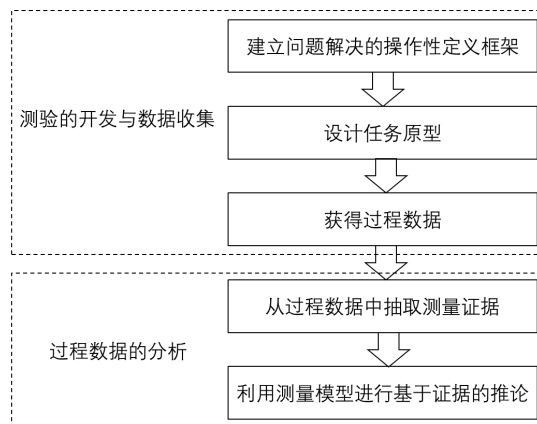 建立问题解决的操作性定义框架
测验的开发与数据收集
设计任务原型
获得过程数据
从过程数据中抽取测量证据
过程数据的分析
利用测量模型进行基于证据的推论